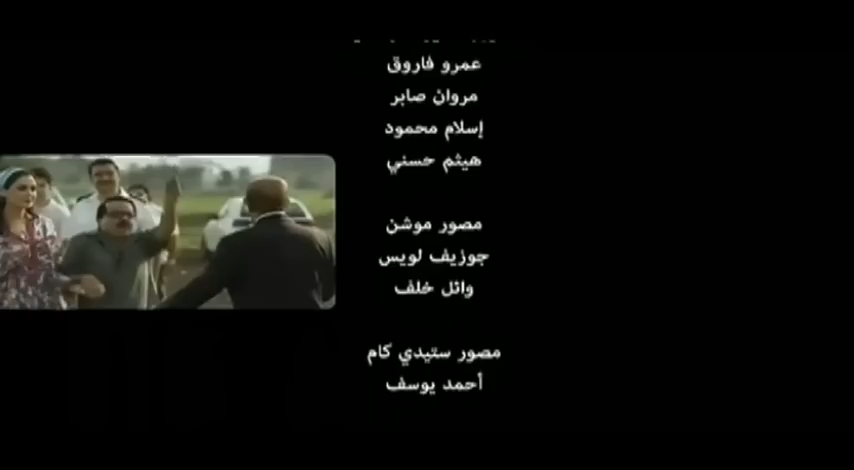 عمرو فاروق
مروان صابر
إسلام محمود
هيثم حسني
مصور موشن
جوزيف لويس
وائل خلف
مصور ستيدي كام
أحمد يوسف